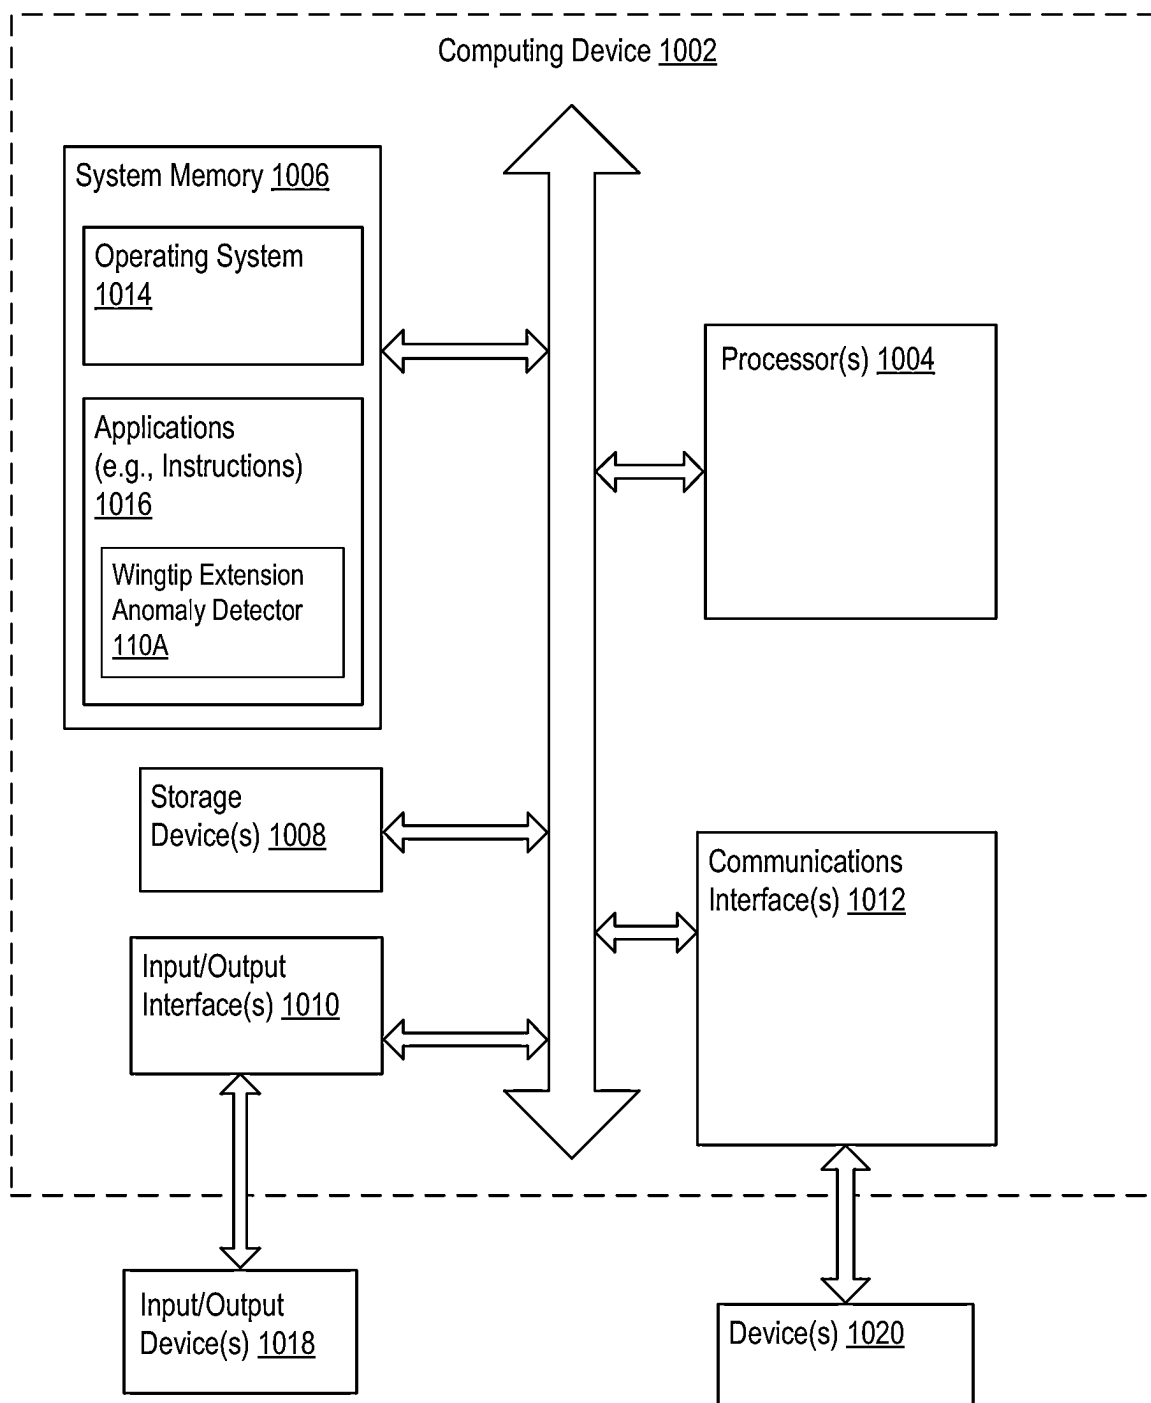 Computing Device 1002
System Memory 1006
Operating System
1014
Applications
(e.g., Instructions)
1016
Wingtip Extension
Anomaly Detector
110A
Processor(s) 1004
Storage
Device(s) 1008
Communications
Interface(s) 1012
Input/Output
Interface(s) 1010
Input/Output
Device(s) 1018
Device(s) 1020